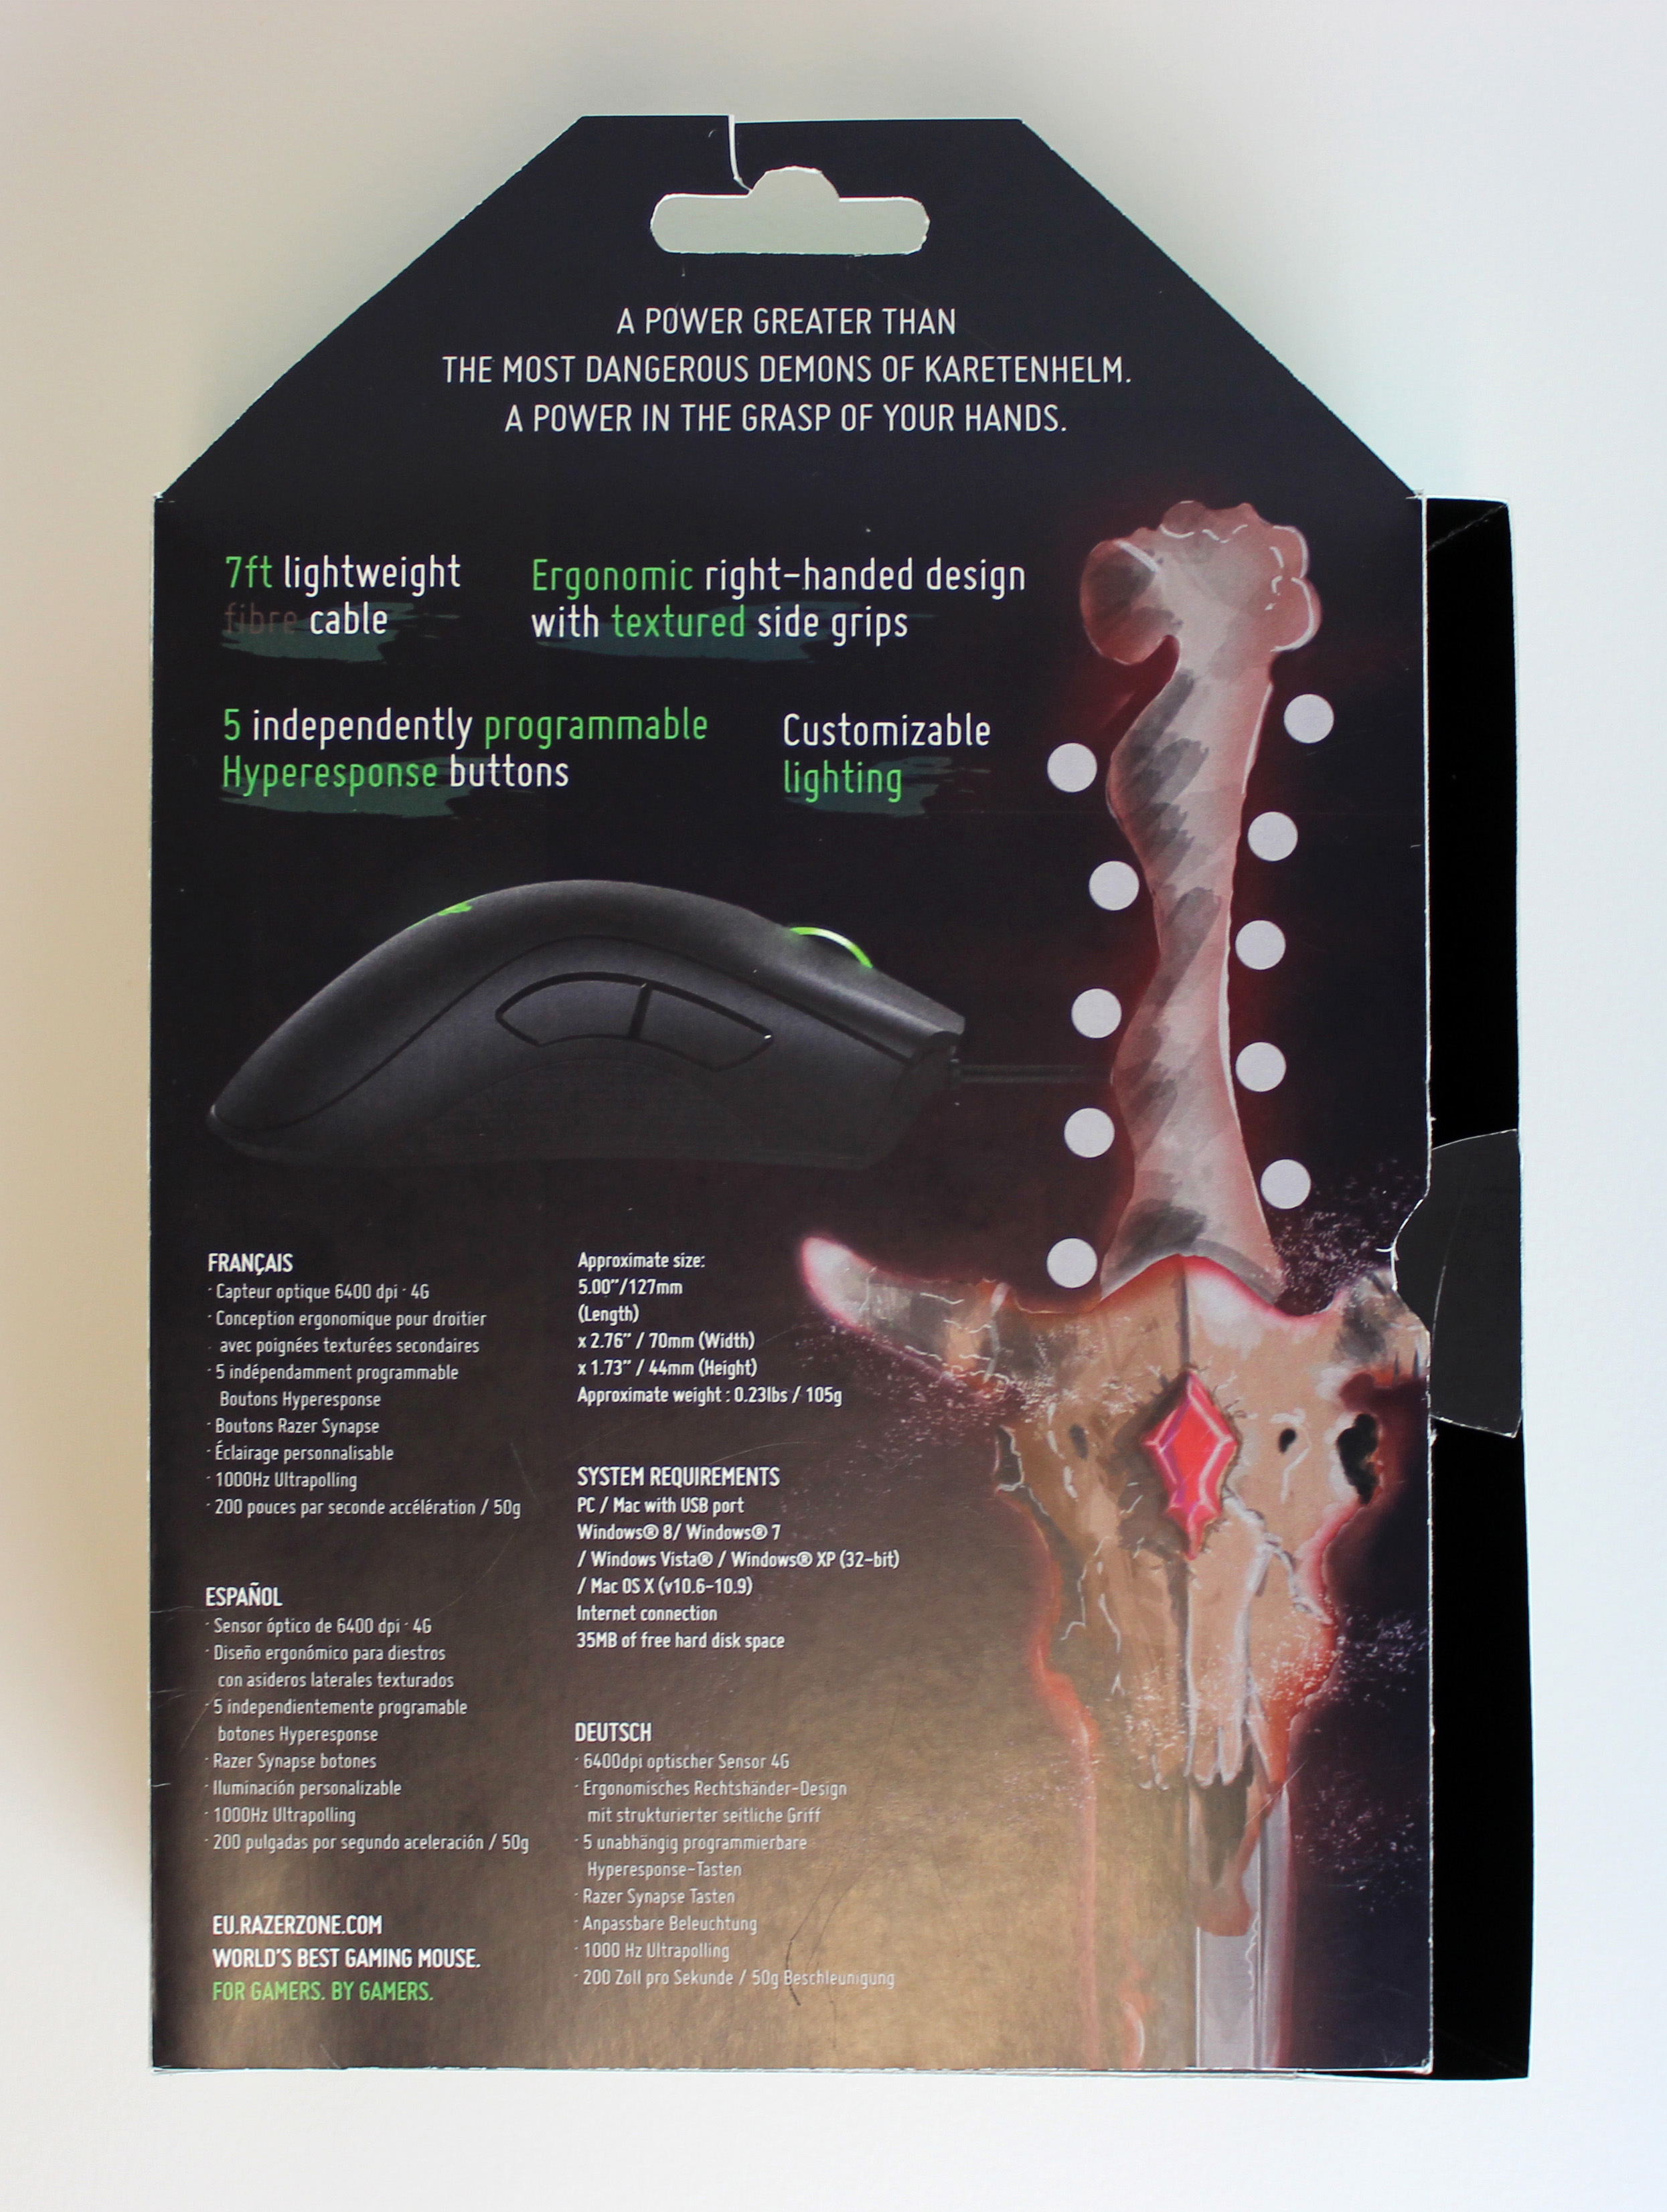 A POWER GREATER THAN
THE MOST DANGEROUS DEMONS OF KARETENHELM.
A POWER IN THE GRASP OF YOUR HANDS.
7ft lightweight
fibre cable
Ergonomic right-handed design
with textured side grips
5 independently programmable
Hyperesponse buttons
Customizable
lighting
FRANÇAIS
· Capteur optique 6400 dpi · 4G
· Conception ergonomique pour droitier
avec poignées texturées secondaires
· 5 indépendamment programmable
Boutons Hyperesponse
· Boutons Razer Synapse
· Éclairage personnalisable
· 1000Hz Ultrapolling
· 200 pouces par seconde accélération / 50g
ESPAÑOL
· Sensor óptico de 6400 dpi · 4G
· Diseño ergonómico para diestros
con asideros laterales texturados
· 5 independientemente programable
botones Hyperesponse
· Razer Synapse botones
· Iluminación personalizable
· 1000Hz Ultrapolling
· 200 pulgadas por segundo aceleración / 50g
EU.RAZERZONE.COM
WORLD'S BEST GAMING MOUSE.
FOR GAMERS. BY GAMERS.
Approximate size:
5.00"/127mm
(Length)
x 2.76" / 70mm (Width)
x 1.73" / 44mm (Height)
Approximate weight : 0.23lbs / 105g
SYSTEM REQUIREMENTS
PC / Mac with USB port
Windows® 8/ Windows® 7
/ Windows Vista® / Windows® XP (32-bit)
/ Mac OS X (v10.6-10.9)
Internet connection
35MB of free hard disk space
DEUTSCH
· 6400dpi optischer Sensor 4G
· Ergonomisches Rechtshänder-Design
mit strukturierter seitliche Griff
· 5 unabhängig programmierbare
Hyperesponse-Tasten
· Razer Synapse Tasten
· Anpassbare Beleuchtung
· 1000 Hz Ultrapolling
· 200 Zoll pro Sekunde / 50g Beschleunigung